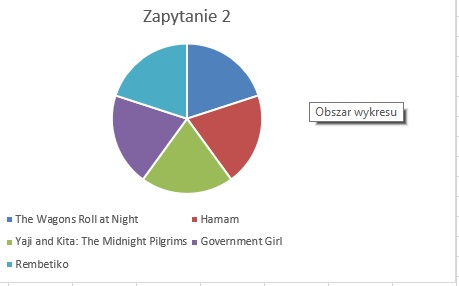 Zapytanie 2
Obszar wykresu
The Wagons Roll at Night
Hamam
Yaji and Kita: The Midnight Pilgrims
Government Girl
Rembetiko